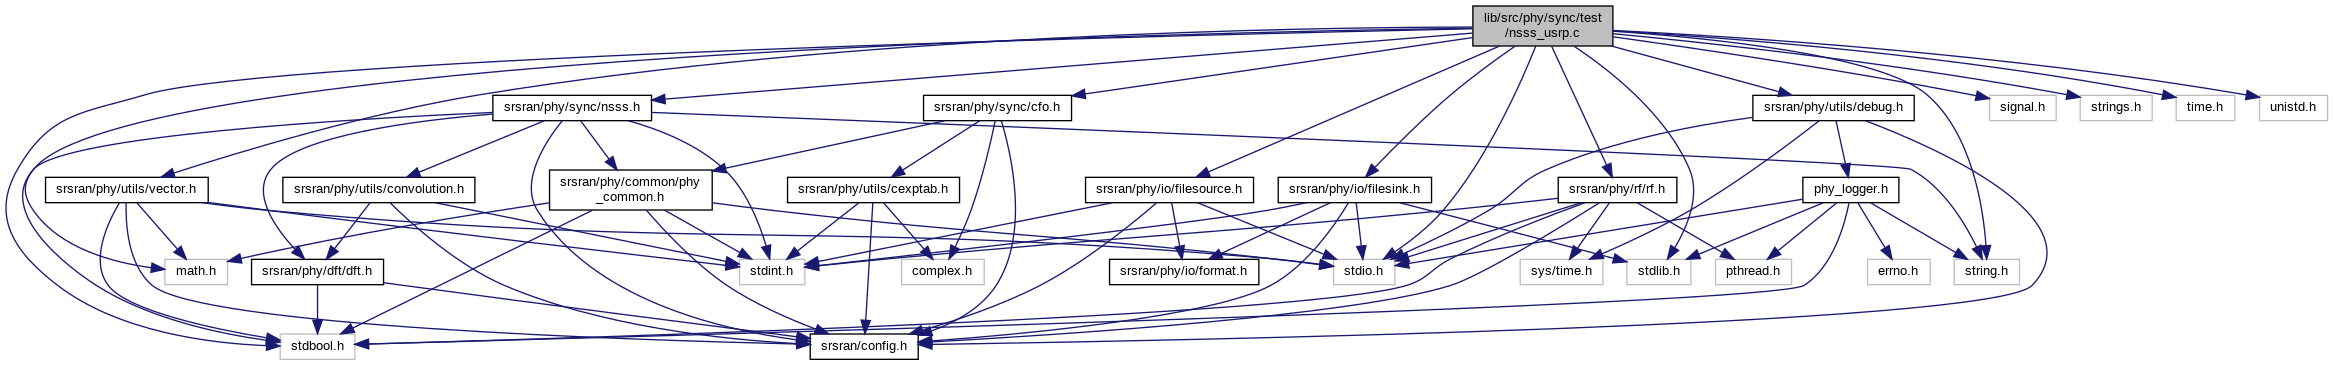 lib/src/phy/sync/test
/nsss_usrp.c
srsran/phy/sync/nsss.h
srsran/phy/sync/cfo.h
srsran/phy/utils/debug.h
signal.h
strings.h
time.h
unistd.h
srsran/phy/utils/vector.h
srsran/phy/utils/convolution.h
srsran/phy/common/phy
_common.h
srsran/phy/utils/cexptab.h
srsran/phy/io/filesource.h
srsran/phy/io/filesink.h
srsran/phy/rf/rf.h
phy_logger.h
math.h
srsran/phy/dft/dft.h
stdint.h
complex.h
srsran/phy/io/format.h
stdio.h
sys/time.h
stdlib.h
pthread.h
errno.h
string.h
stdbool.h
srsran/config.h